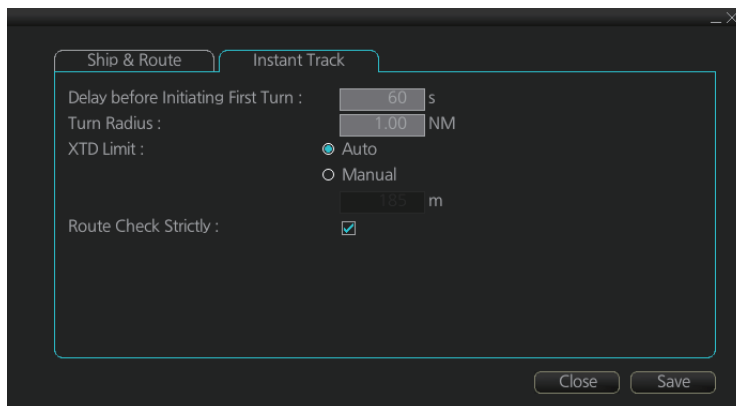 Ship & Route Instant Track
Delay before Initiating First Turn : 60 s
Turn Radius : 1.00 NM
XTD Limit : Auto
Manual
185 m
Route Check Strictly :
Close Save